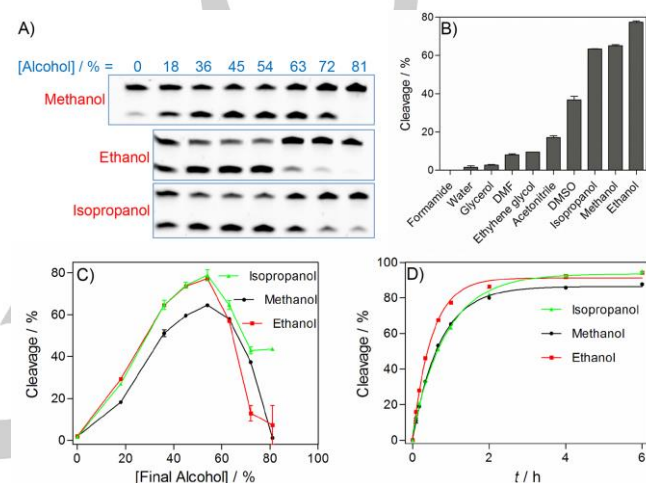 A)
[Alcohol] / % = 0 18 36 45 54 63 72 81
Methanol
Ethanol
Isopropanol
B)
Cleavage / %
80
60
40
20
0
Formamide
Water
Glycerol
DMF
Ethyhene glycol
Acetonitrile
DMSO
Isopropanol
Methanol
Ethanol
C)
Cleavage / %
80
60
40
20
0
Isopropanol
Methanol
Ethanol
0 20 40 60 80 100
[Final Alcohol] / %
D)
Cleavage / %
100
80
60
40
20
0
Isopropanol
Methanol
Ethanol
0 2 4 6
t / h